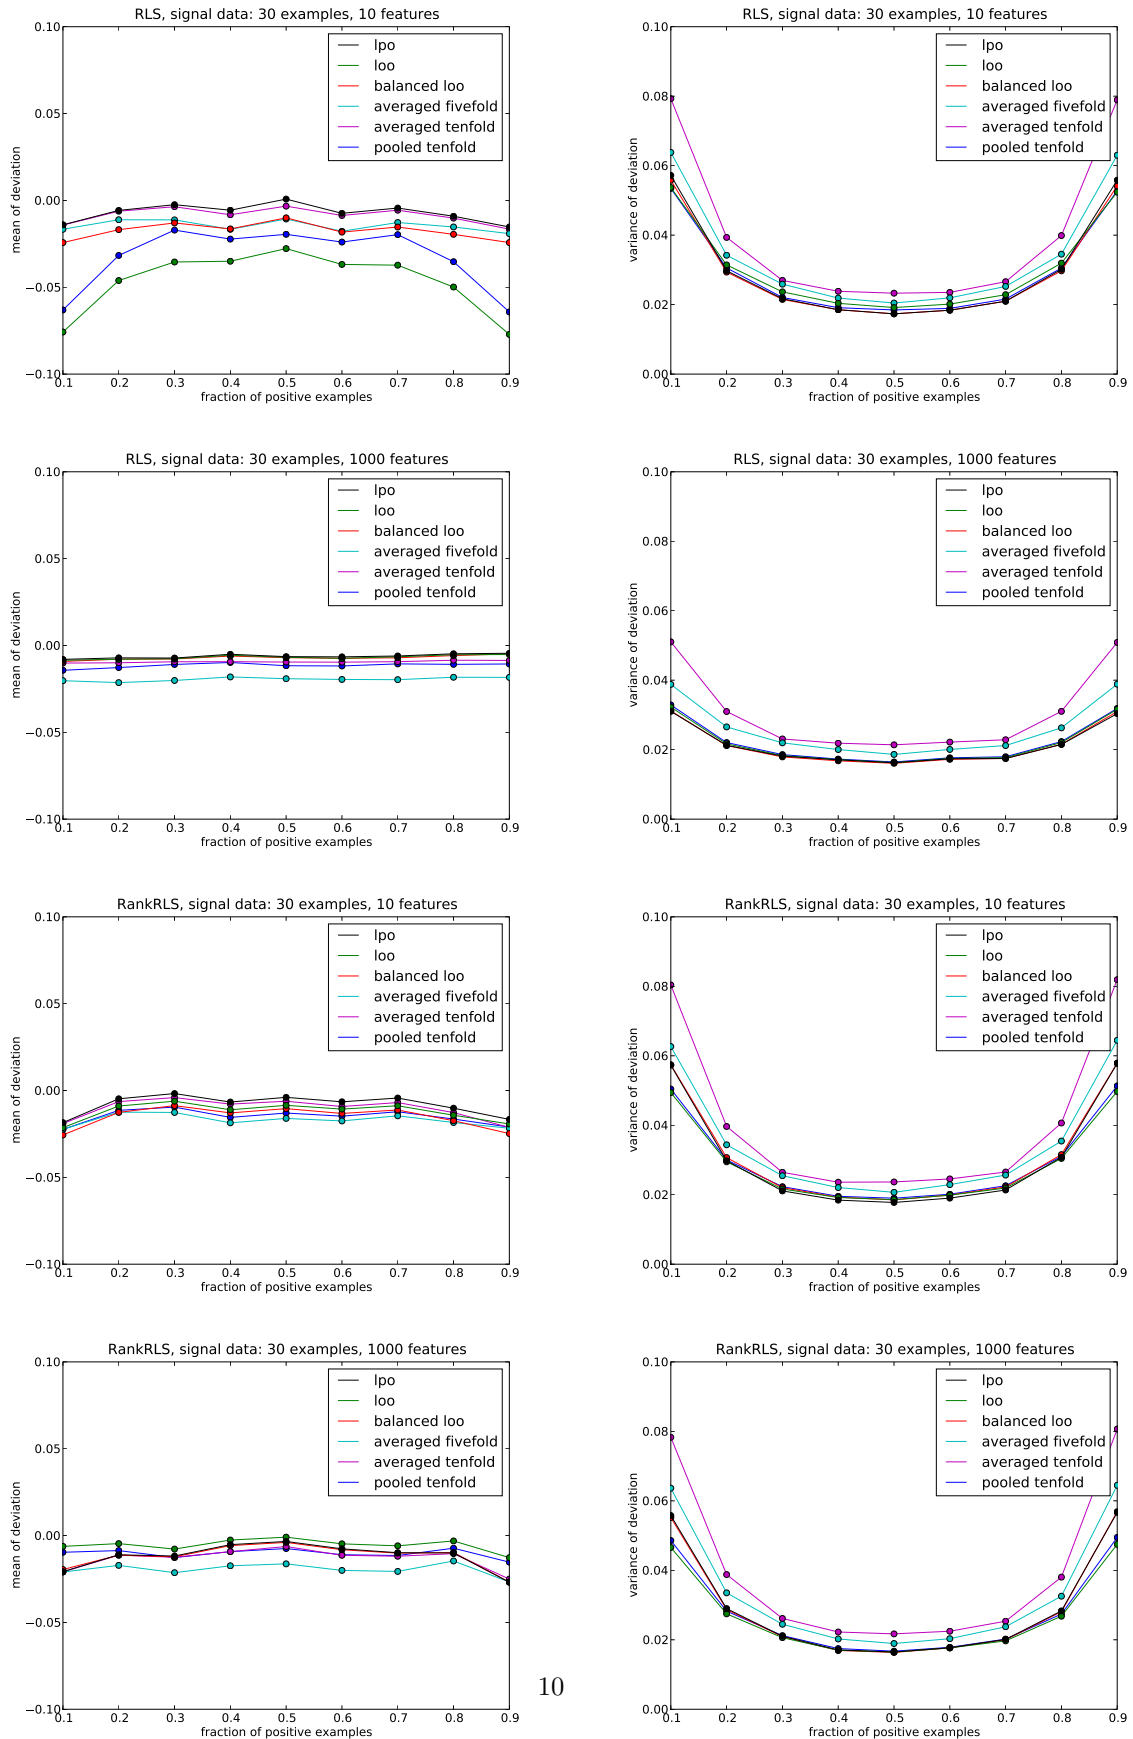 RLS, signal data: 30 examples, 10 features
0.10
0.05
0.00
−0.05
−0.10
mean of deviation
lpo
loo
balanced loo
averaged fivefold
averaged tenfold
pooled tenfold
0.1 0.2 0.3 0.4 0.5 0.6 0.7 0.8 0.9
fraction of positive examples
RLS, signal data: 30 examples, 10 features
0.10
0.08
0.06
0.04
0.02
0.00
variance of deviation
lpo
loo
balanced loo
averaged fivefold
averaged tenfold
pooled tenfold
0.1 0.2 0.3 0.4 0.5 0.6 0.7 0.8 0.9
fraction of positive examples
RLS, signal data: 30 examples, 1000 features
0.10
0.05
0.00
−0.05
−0.10
mean of deviation
lpo
loo
balanced loo
averaged fivefold
averaged tenfold
pooled tenfold
0.1 0.2 0.3 0.4 0.5 0.6 0.7 0.8 0.9
fraction of positive examples
RLS, signal data: 30 examples, 1000 features
0.10
0.08
0.06
0.04
0.02
0.00
variance of deviation
lpo
loo
balanced loo
averaged fivefold
averaged tenfold
pooled tenfold
0.1 0.2 0.3 0.4 0.5 0.6 0.7 0.8 0.9
fraction of positive examples
RankRLS, signal data: 30 examples, 10 features
0.10
0.05
0.00
−0.05
−0.10
mean of deviation
lpo
loo
balanced loo
averaged fivefold
averaged tenfold
pooled tenfold
0.1 0.2 0.3 0.4 0.5 0.6 0.7 0.8 0.9
fraction of positive examples
RankRLS, signal data: 30 examples, 10 features
0.10
0.08
0.06
0.04
0.02
0.00
variance of deviation
lpo
loo
balanced loo
averaged fivefold
averaged tenfold
pooled tenfold
0.1 0.2 0.3 0.4 0.5 0.6 0.7 0.8 0.9
fraction of positive examples
RankRLS, signal data: 30 examples, 1000 features
0.10
0.05
0.00
−0.05
−0.10
mean of deviation
lpo
loo
balanced loo
averaged fivefold
averaged tenfold
pooled tenfold
0.1 0.2 0.3 0.4 0.5 0.6 0.7 0.8 0.9
fraction of positive examples
RankRLS, signal data: 30 examples, 1000 features
0.10
0.08
0.06
0.04
0.02
0.00
variance of deviation
lpo
loo
balanced loo
averaged fivefold
averaged tenfold
pooled tenfold
0.1 0.2 0.3 0.4 0.5 0.6 0.7 0.8 0.9
fraction of positive examples
10